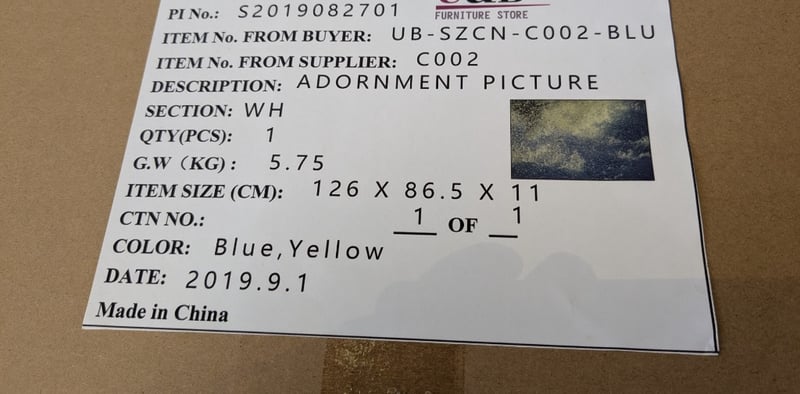 PI No.: S2019082701
FURNITURE STORE
ITEM No. FROM BUYER: UB-SZCN-C002-BLU
ITEM No. FROM SUPPLIER: C002
DESCRIPTION: ADORNMENT PICTURE
SECTION: WH
QTY(PCS): 1
G.W（KG）: 5.75
ITEM SIZE (CM): 126 X 86.5 X 11
CTN NO.: 1 OF 1
COLOR: Blue,Yellow
DATE: 2019.9.1
Made in China